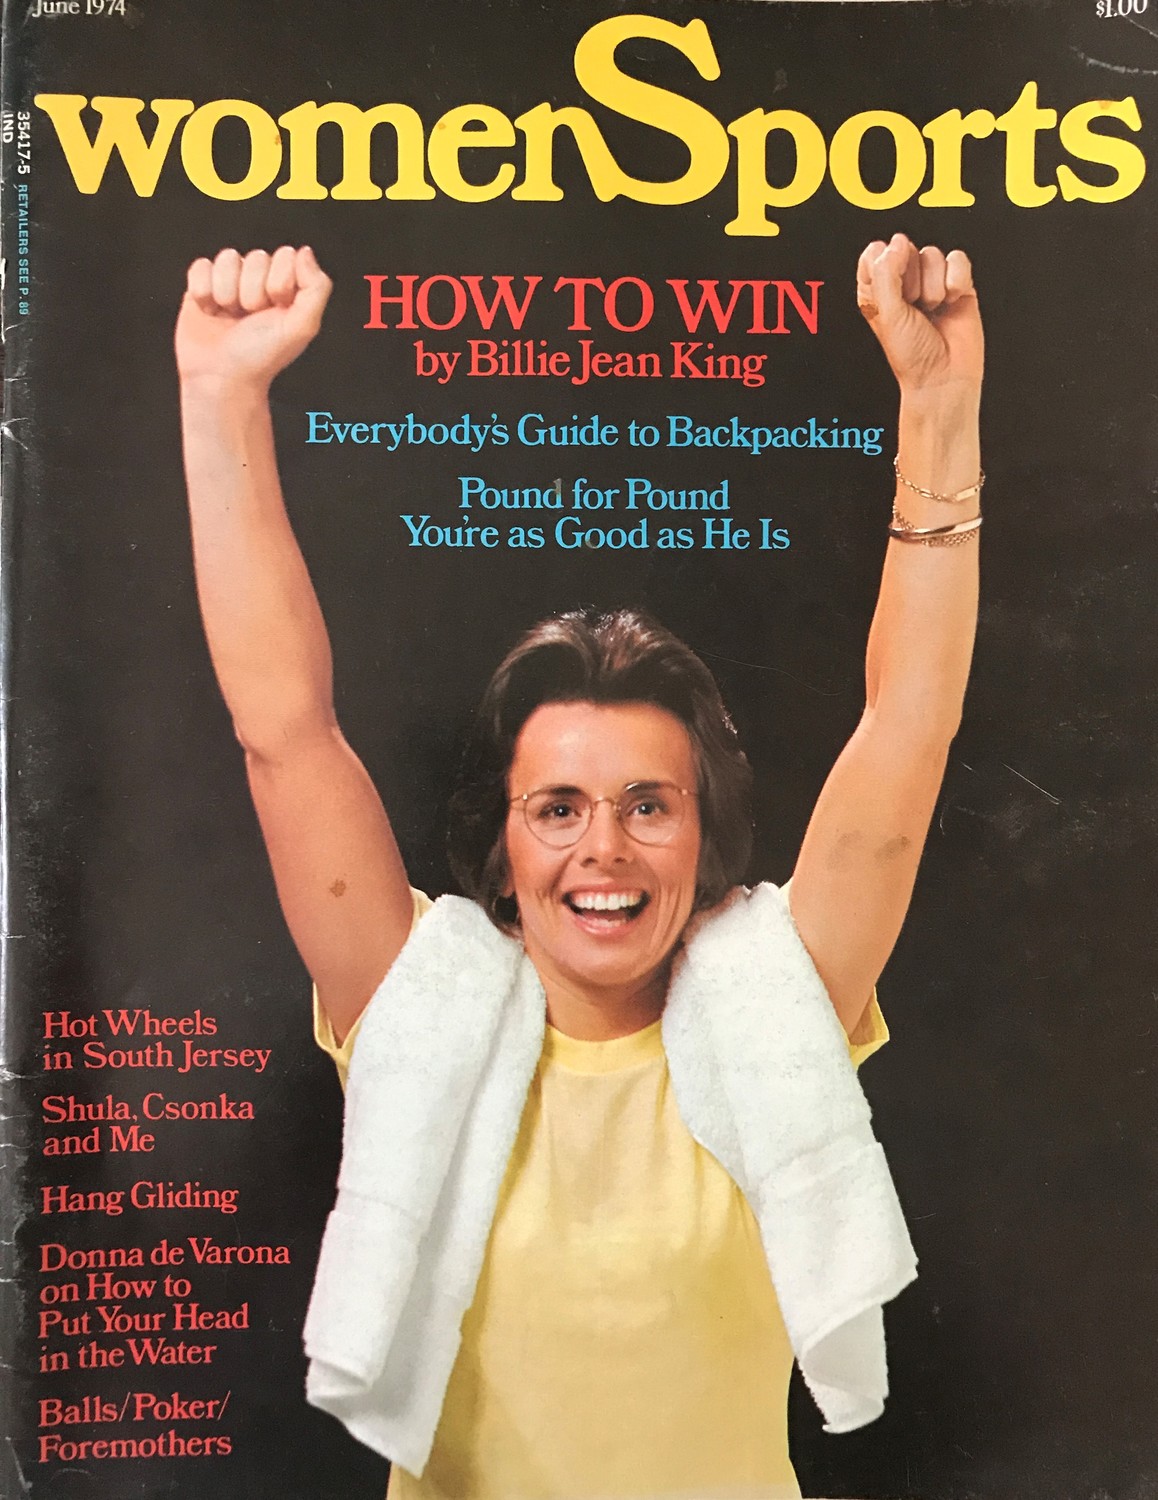 June 1974
$1.00
womenSports
35417-5 RETAILERS SEE P. 89
IND
HOW TO WIN
by Billie Jean King
Everybody's Guide to Backpacking
Pound for Pound
You're as Good as He Is
Hot Wheels
in South Jersey
Shula, Csonka
and Me
Hang Gliding
Donna de Varona
on How to
Put Your Head
in the Water
Balls/Poker/
Foremothers